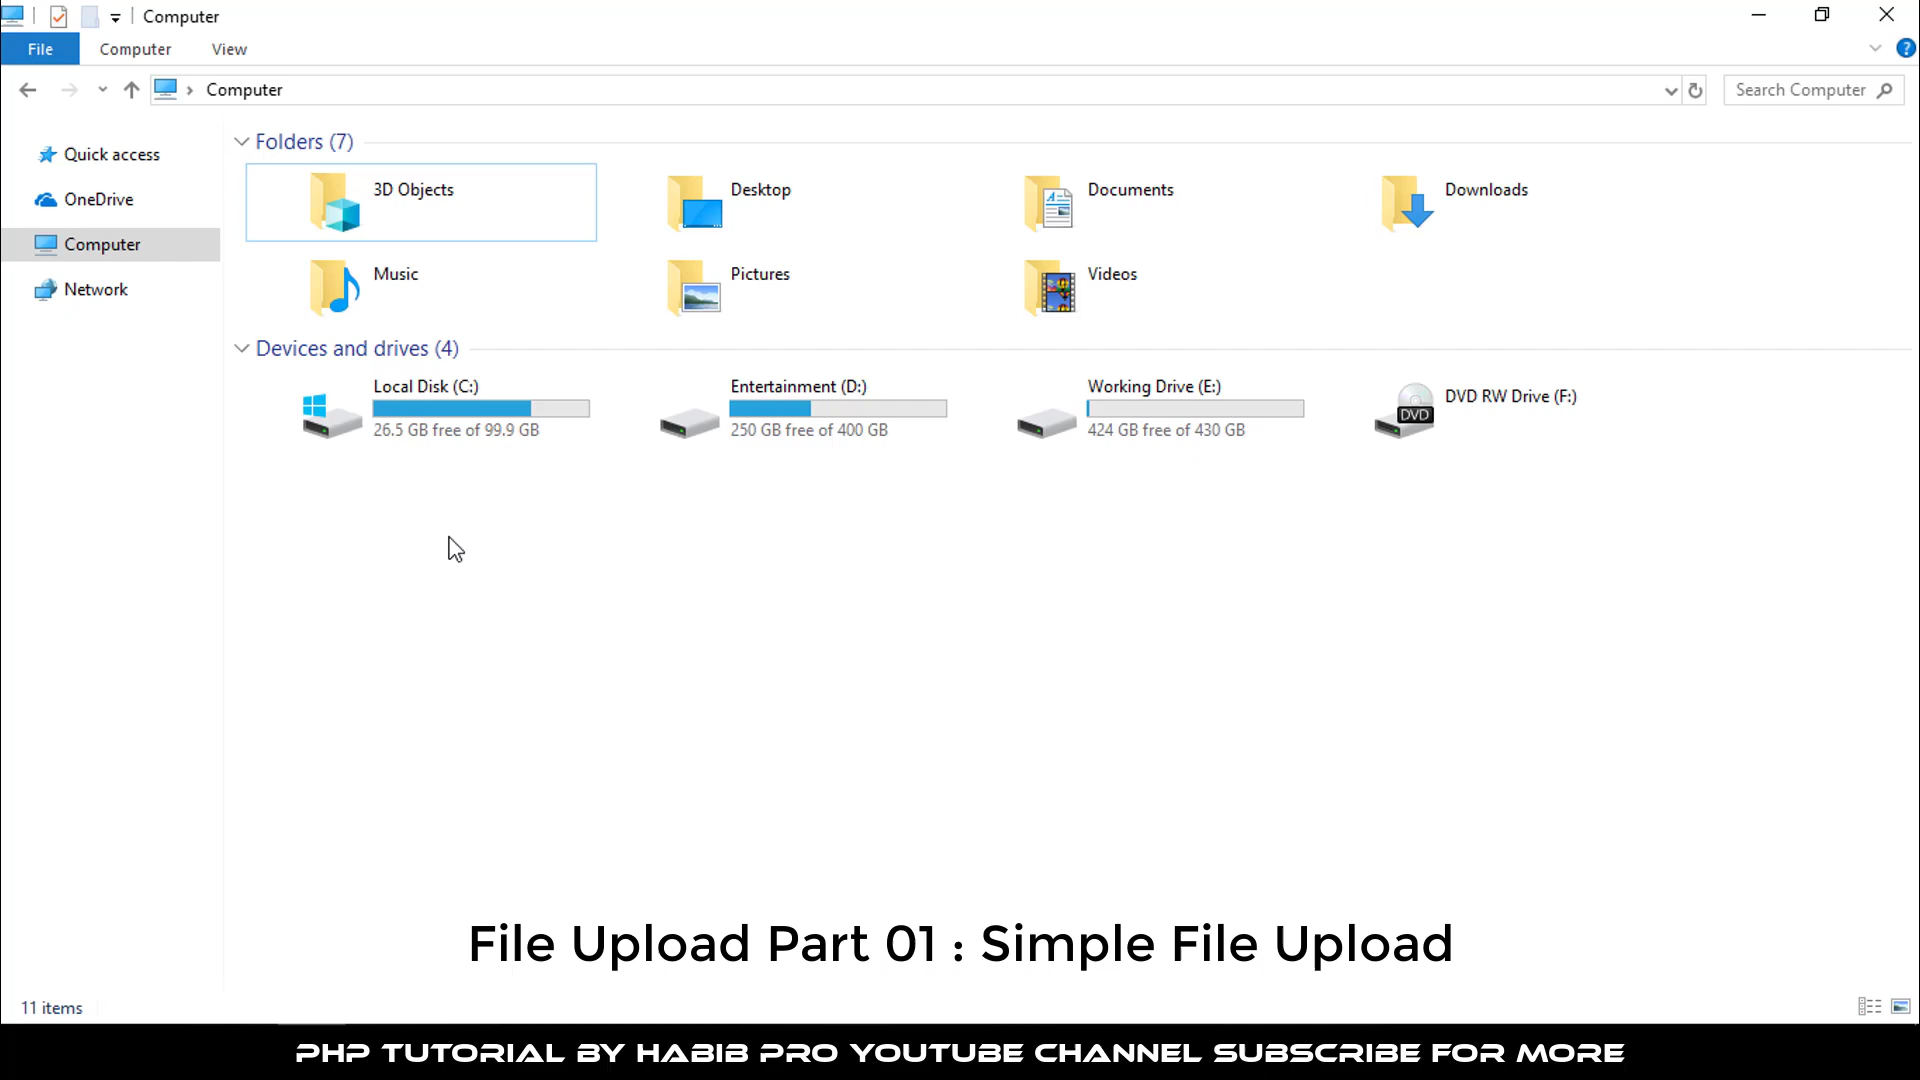 Computer
File Computer View
Computer
Search Computer
Quick access
OneDrive
Computer
Network
Folders (7)
3D Objects
Desktop
Documents
Downloads
Music
Pictures
Videos
Devices and drives (4)
Local Disk (C:)
26.5 GB free of 99.9 GB
Entertainment (D:)
250 GB free of 400 GB
Working Drive (E:)
424 GB free of 430 GB
DVD
DVD RW Drive (F:)
File Upload Part 01 : Simple File Upload
11 items
PHP TUTORIAL BY HABIB PRO YOUTUBE CHANNEL SUBSCRIBE FOR MORE